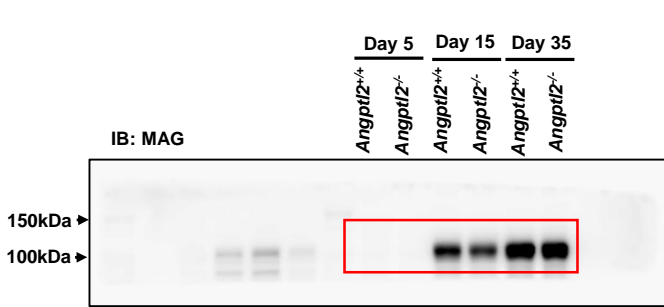 Day 5 Day 15 Day 35
Angptl2+/+ Angptl2-/- Angptl2+/+ Angptl2-/- Angptl2+/+ Angptl2-/-
IB: MAG
150kDa
100kDa